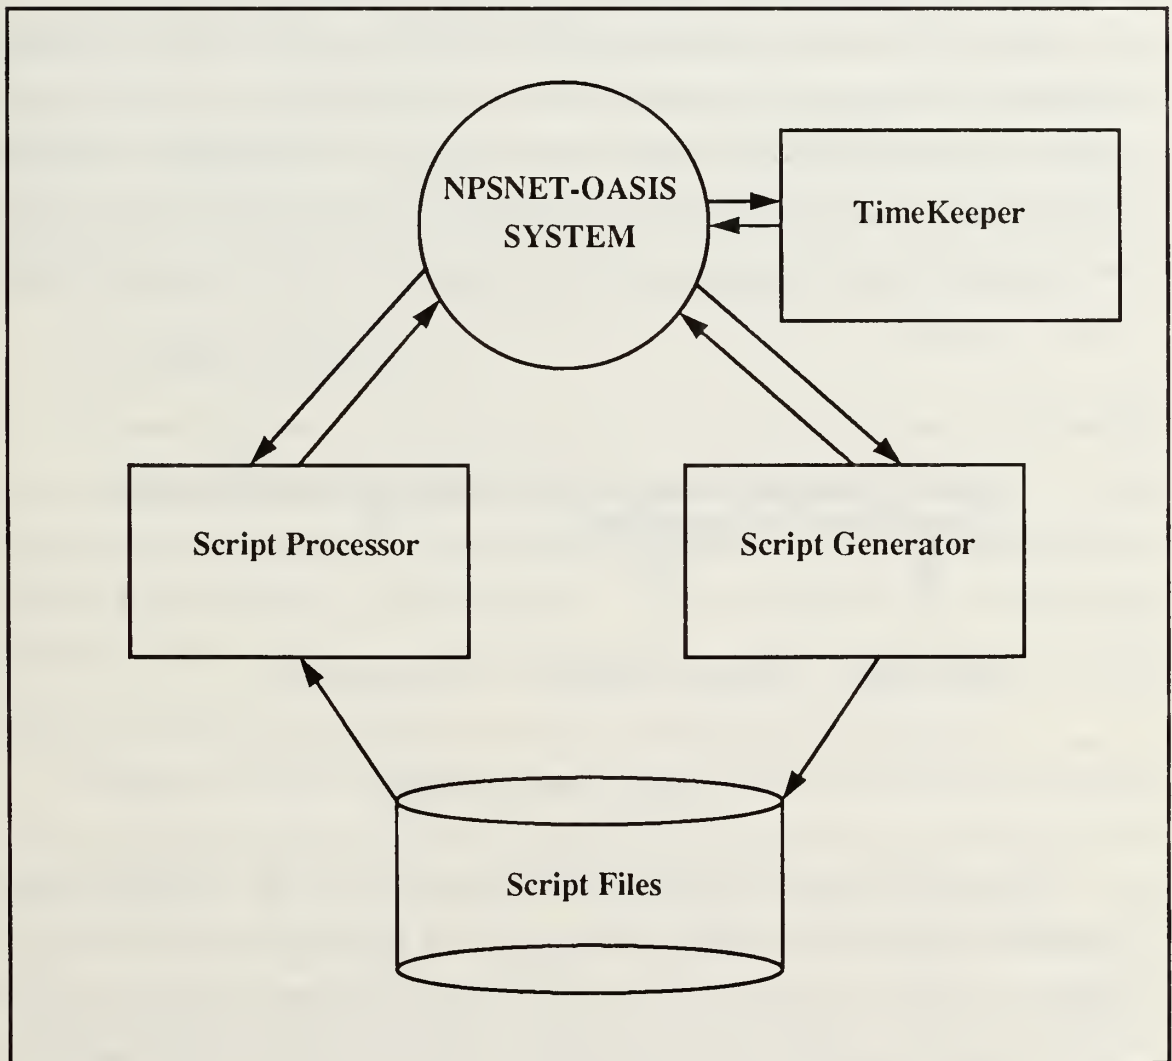 NPSNET-OASIS
SYSTEM
TimeKeeper
Script Processor
Script Generator
Script Files